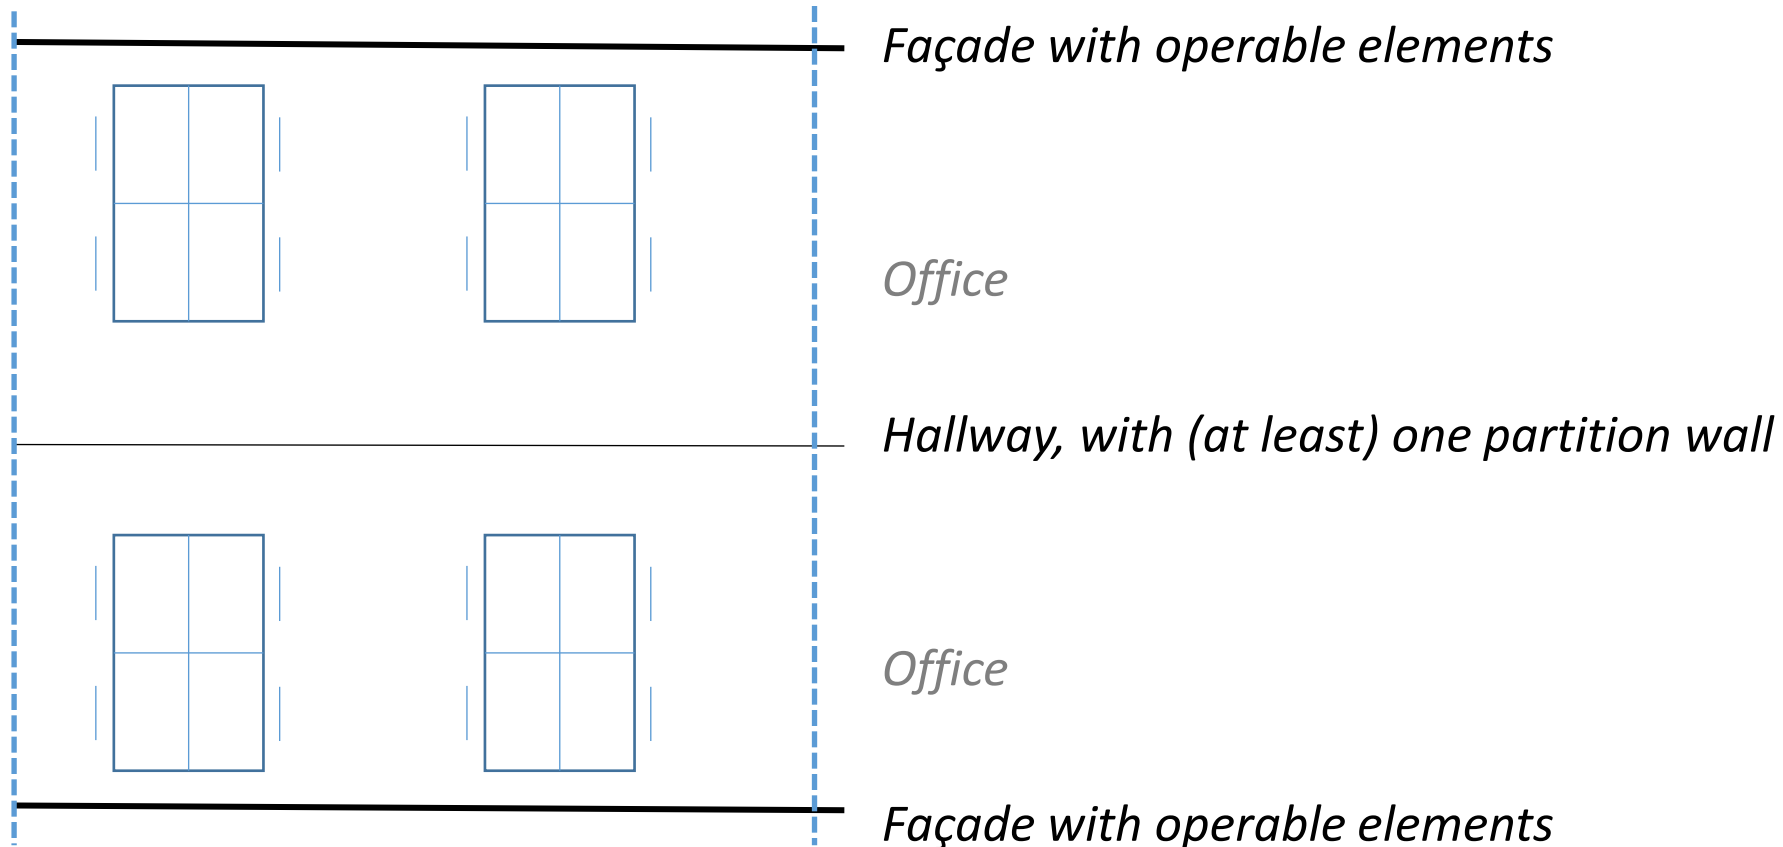 Façade with operable elements
Office
Hallway, with (at least) one partition wall
Office
Façade with operable elements